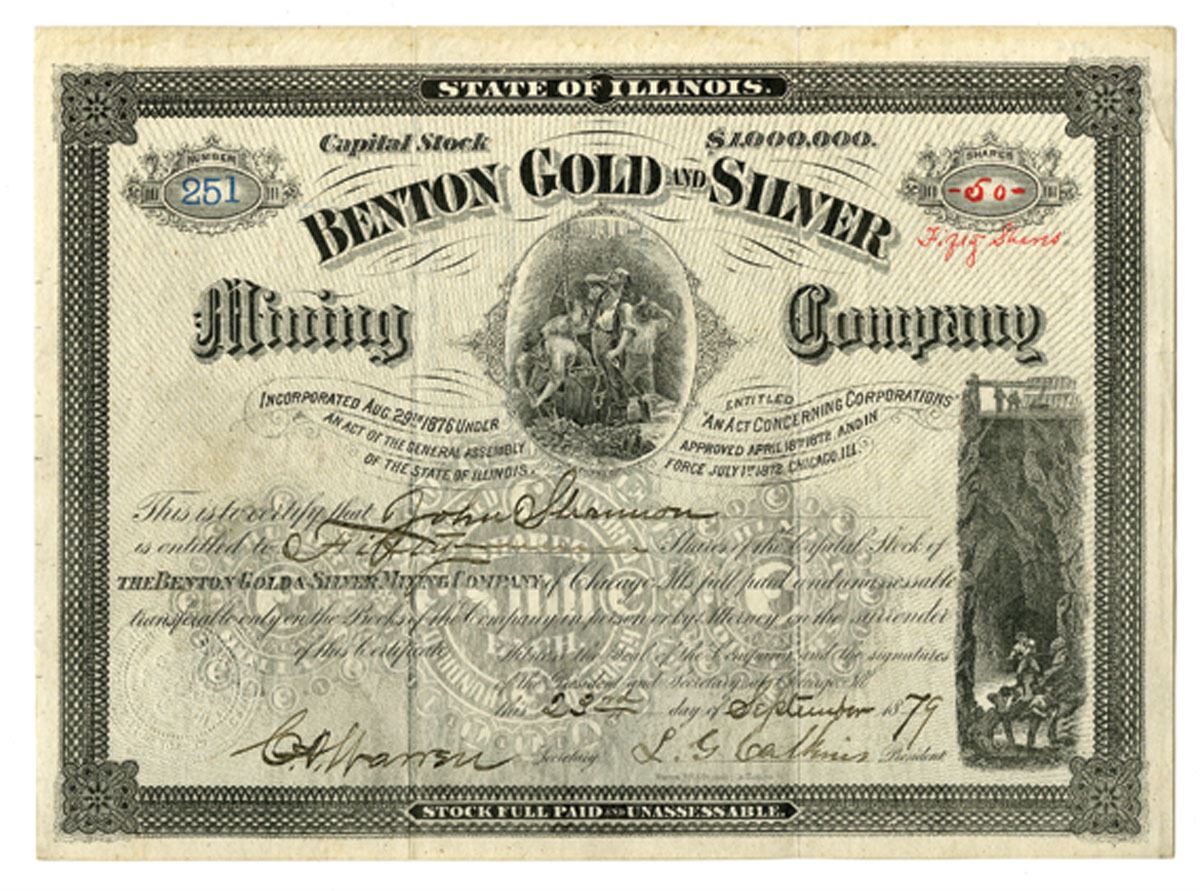 STATE OF ILLINOIS.
Capital Stock $1.000.000.
NUMBER
251
SHARES
-50-
Fifty Shares
BENTON GOLD AND SILVER
Mining Company
INCORPORATED AUG. 29TH 1876 UNDER
AN ACT OF THE GENERAL ASSEMBLY
OF THE STATE OF ILLINOIS.
ENTITLED
"AN ACT CONCERNING CORPORATIONS"
APPROVED APRIL 18TH 1872, AND IN
FORCE JULY 1ST 1872, CHICAGO, ILL.
This is to certify that John Shannon
is entitled to Fifty Shares of the Capital Stock of
THE BENTON GOLD & SILVER MINING COMPANY of Chicago Ills. full paid and unassessable
transferable only on the Books of the Company in person or by Attorney on the surrender
of this Certificate.
SHARES
$100
EACH
the Seal of the Company and the signatures
of the President and Secretary at Chicago, Ill
this 23rd day of September 1879
C A Warren Secretary L. G. Calkins President
STOCK FULL PAID AND UNASSESSABLE.